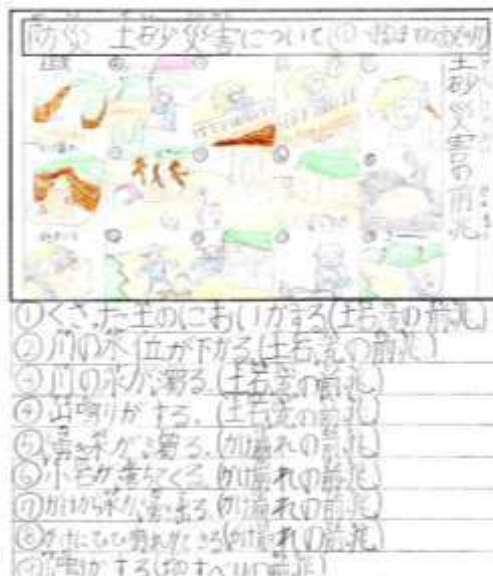 防災 土砂災害について(①
土砂災害の前兆
①くさった土のにおいがする(土石流の前兆)
②川の水位が下がる(土石流の前兆)
③川の水が濁る.(土石流の前兆)
④山鳴りがする.(土石流の前兆)
⑤湧き水が濁る.(がけ崩れの前兆)
⑥小石が落ちてくる.(がけ崩れの前兆)
⑦がけから水が湧き出る(がけ崩れの前兆)
⑧がけにひび割れができる(がけ崩れの前兆)
⑨地鳴りがする(地すべりの前兆)